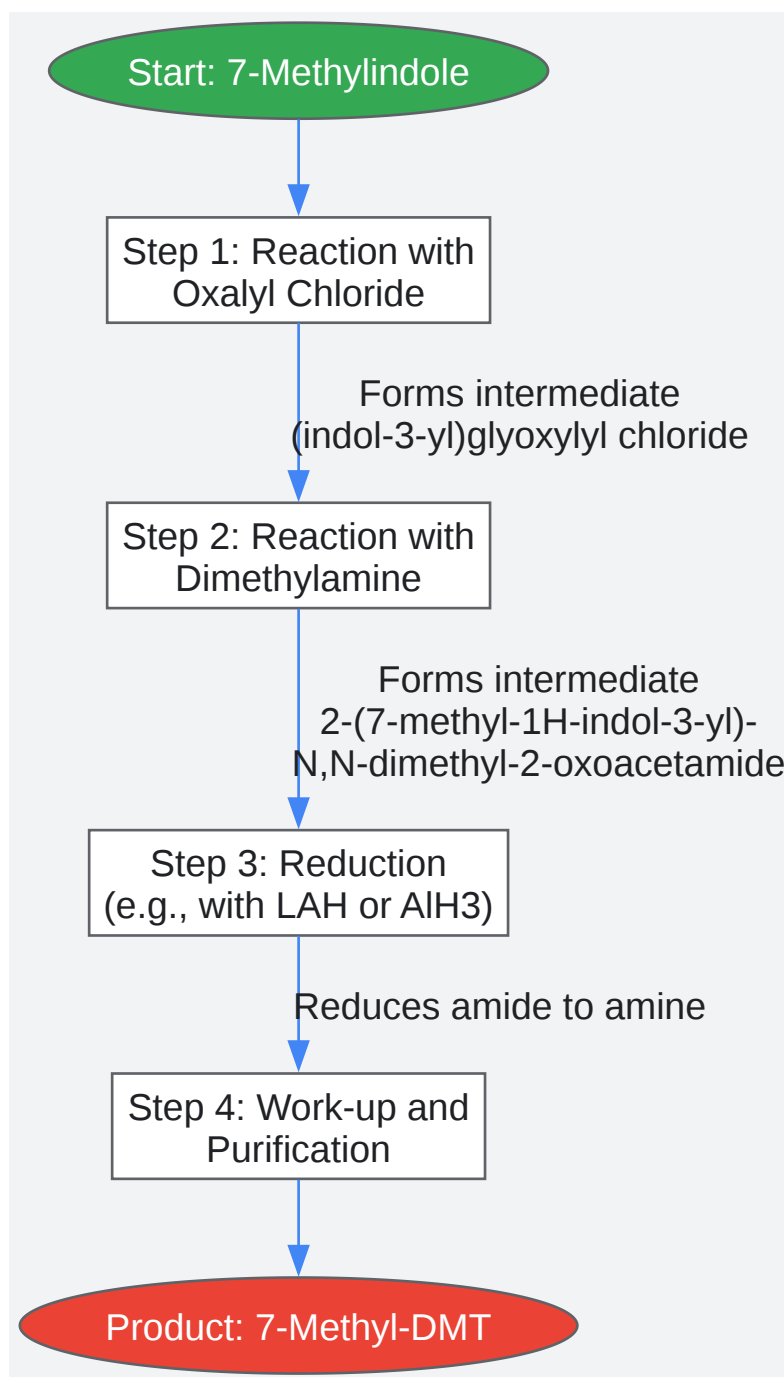 Start: 7-Methylindole
Step 1: Reaction with
Oxalyl Chloride
Forms intermediate
(indol-3-yl)glyoxylyl chloride
Step 2: Reaction with
Dimethylamine
Forms intermediate
2-(7-methyl-1H-indol-3-yl)-
N,N-dimethyl-2-oxoacetamide
Step 3: Reduction
(e.g., with LAH or AlH3)
Reduces amide to amine
Step 4: Work-up and
Purification
Product: 7-Methyl-DMT